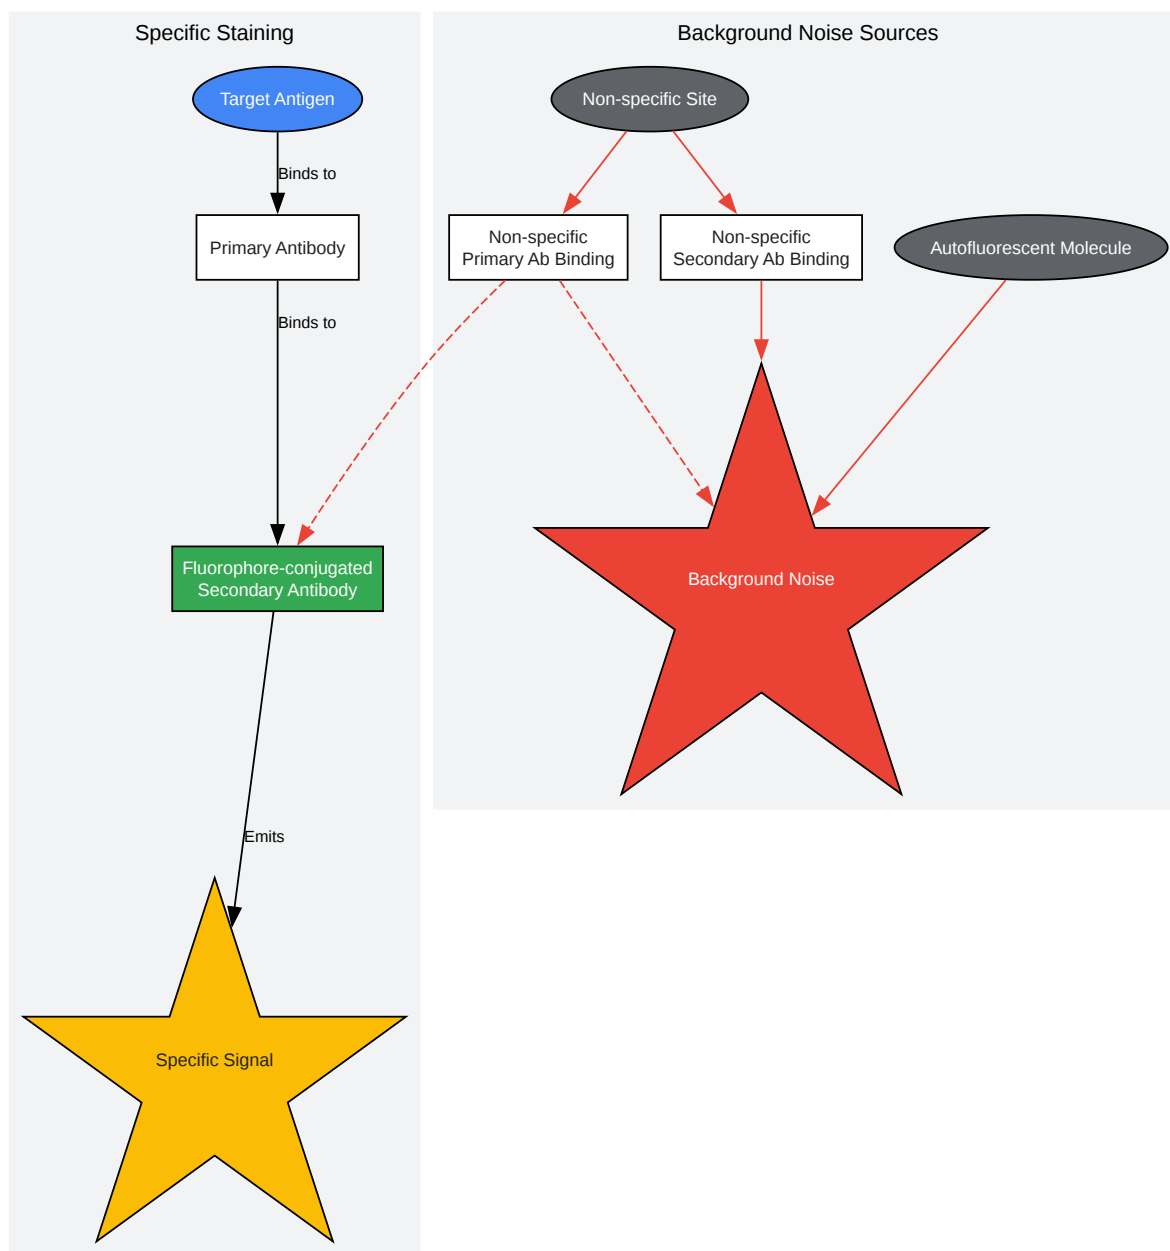 Specific Staining
Target Antigen
Binds to
Primary Antibody
Binds to
Fluorophore-conjugated
Secondary Antibody
Emits
Specific Signal
Background Noise Sources
Non-specific Site
Non-specific
Primary Ab Binding
Non-specific
Secondary Ab Binding
Autofluorescent Molecule
Background Noise